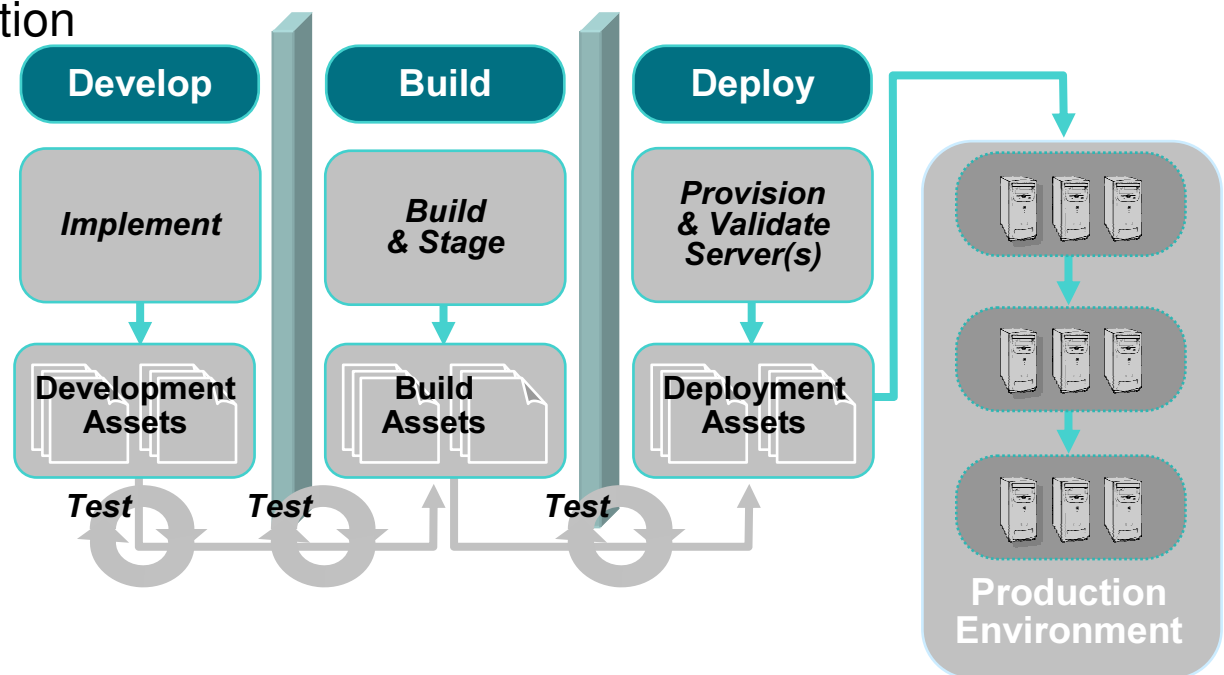 tion
Develop
Build
Deploy
Implement
Build
& Stage
Provision
& Validate
Server(s)
Development
Assets
Build
Assets
Deployment
Assets
Test
Test
Test
Production
Environment